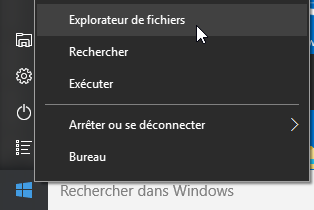 Explorateur de fichiers
Rechercher
Exécuter
Arrêter ou se déconnecter
Bureau
Rechercher dans Windows